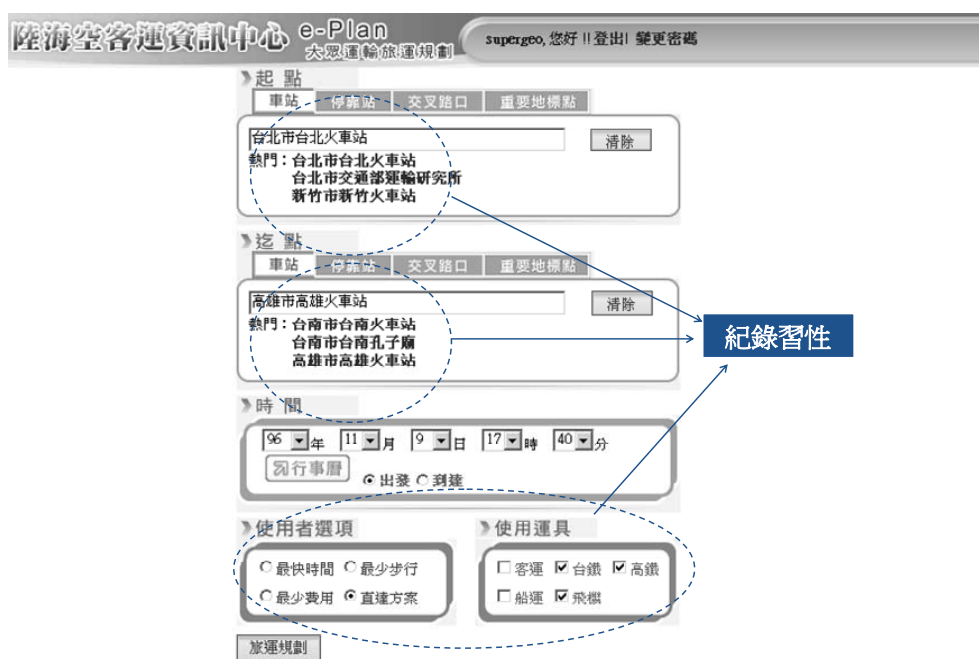 陸海空客運資訊中心 e-Plan
大眾運輸旅運規劃
supergeo, 您好 !! 登出| 變更密碼
起點
車站 停靠站 交叉路口 重要地標點
台北市台北火車站 清除
熱門：台北市台北火車站
台北市交通部運輸研究所
新竹市新竹火車站
迄點
車站 停靠站 交叉路口 重要地標點
高雄市高雄火車站 清除
熱門：台南市台南火車站
台南市台南孔子廟
高雄市高雄火車站
紀錄習性
時間
96 年 11 月 9 日 17 時 40 分
行事曆 出發 到達
使用者選項 使用運具
最快時間 最少步行 客運 台鐵 高鐵
最少費用 直達方案 船運 飛機
旅運規劃